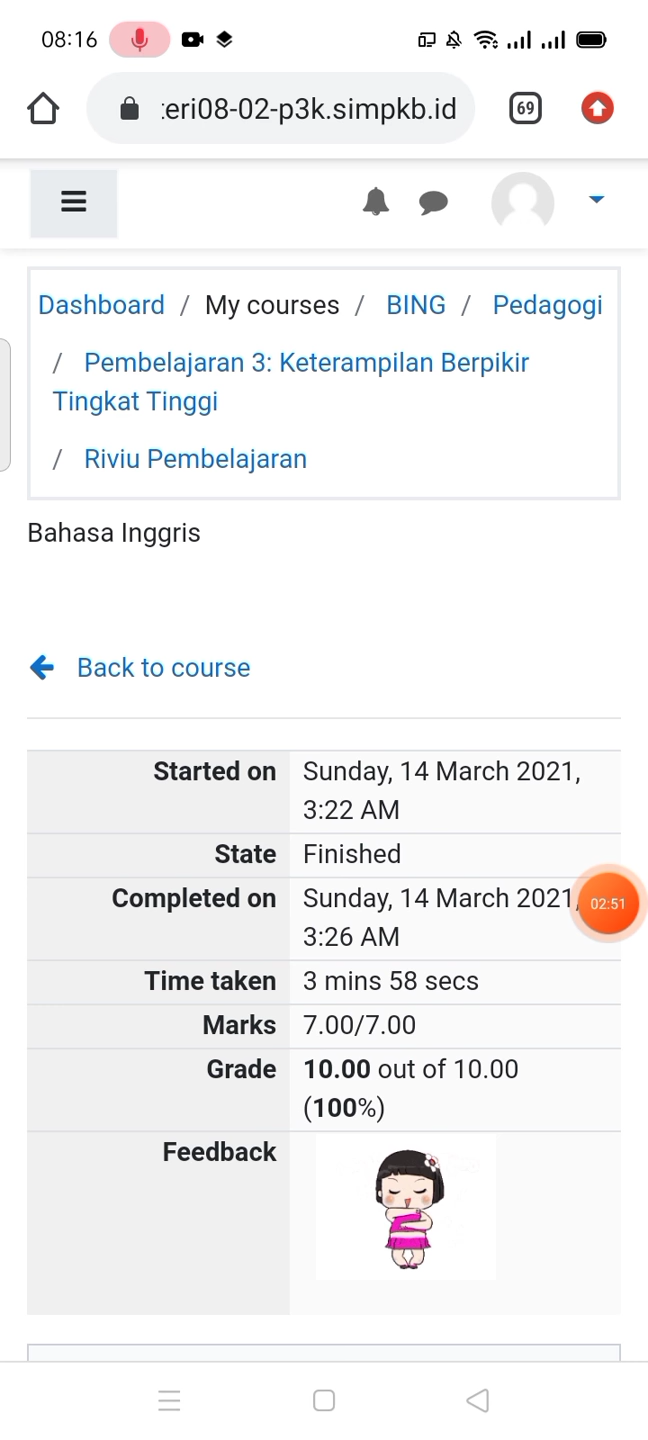 08:16
:eri08-02-p3k.simpkb.id
69
Dashboard / My courses / BING / Pedagogi
/ Pembelajaran 3: Keterampilan Berpikir
Tingkat Tinggi
/ Riviu Pembelajaran
Bahasa Inggris
Back to course
Started on Sunday, 14 March 2021,
3:22 AM
State Finished
Completed on Sunday, 14 March 2021,
3:26 AM
02:51
Time taken 3 mins 58 secs
Marks 7.00/7.00
Grade 10.00 out of 10.00
(100%)
Feedback